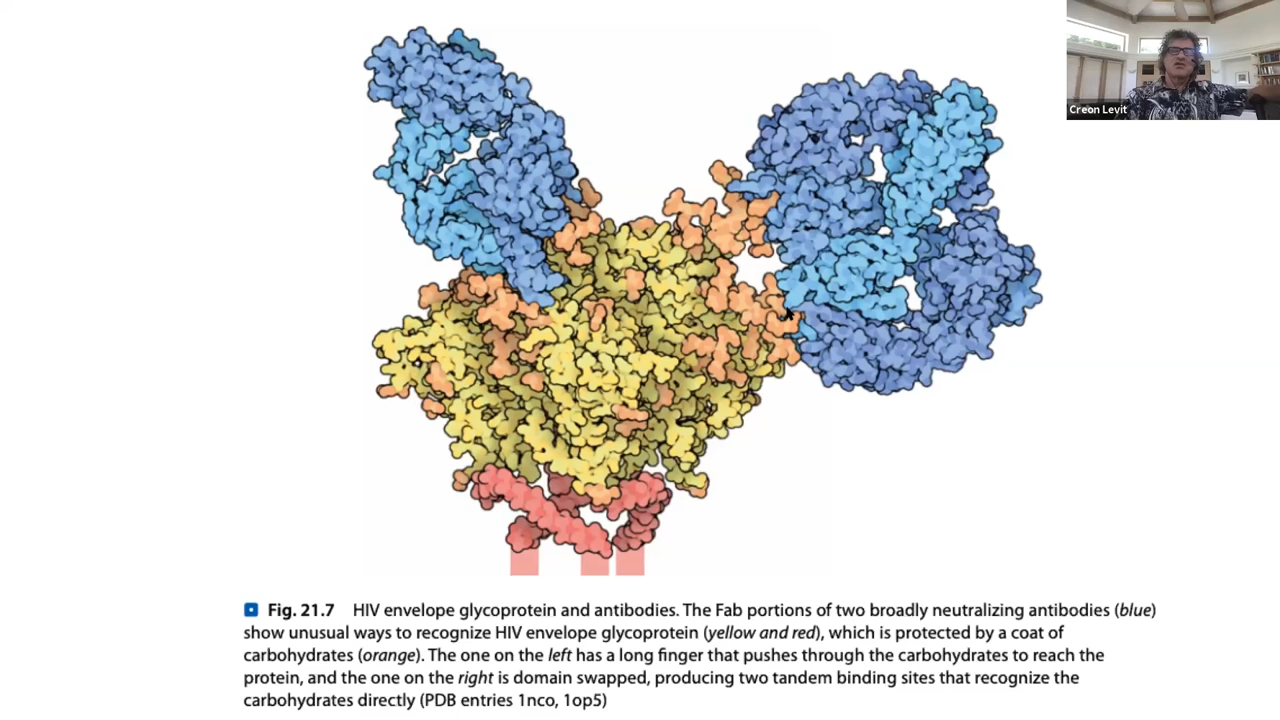 Creon Levit
Fig. 21.7 HIV envelope glycoprotein and antibodies. The Fab portions of two broadly neutralizing antibodies (blue)
show unusual ways to recognize HIV envelope glycoprotein (yellow and red), which is protected by a coat of
carbohydrates (orange). The one on the left has a long finger that pushes through the carbohydrates to reach the
protein, and the one on the right is domain swapped, producing two tandem binding sites that recognize the
carbohydrates directly (PDB entries 1nco, 1op5)